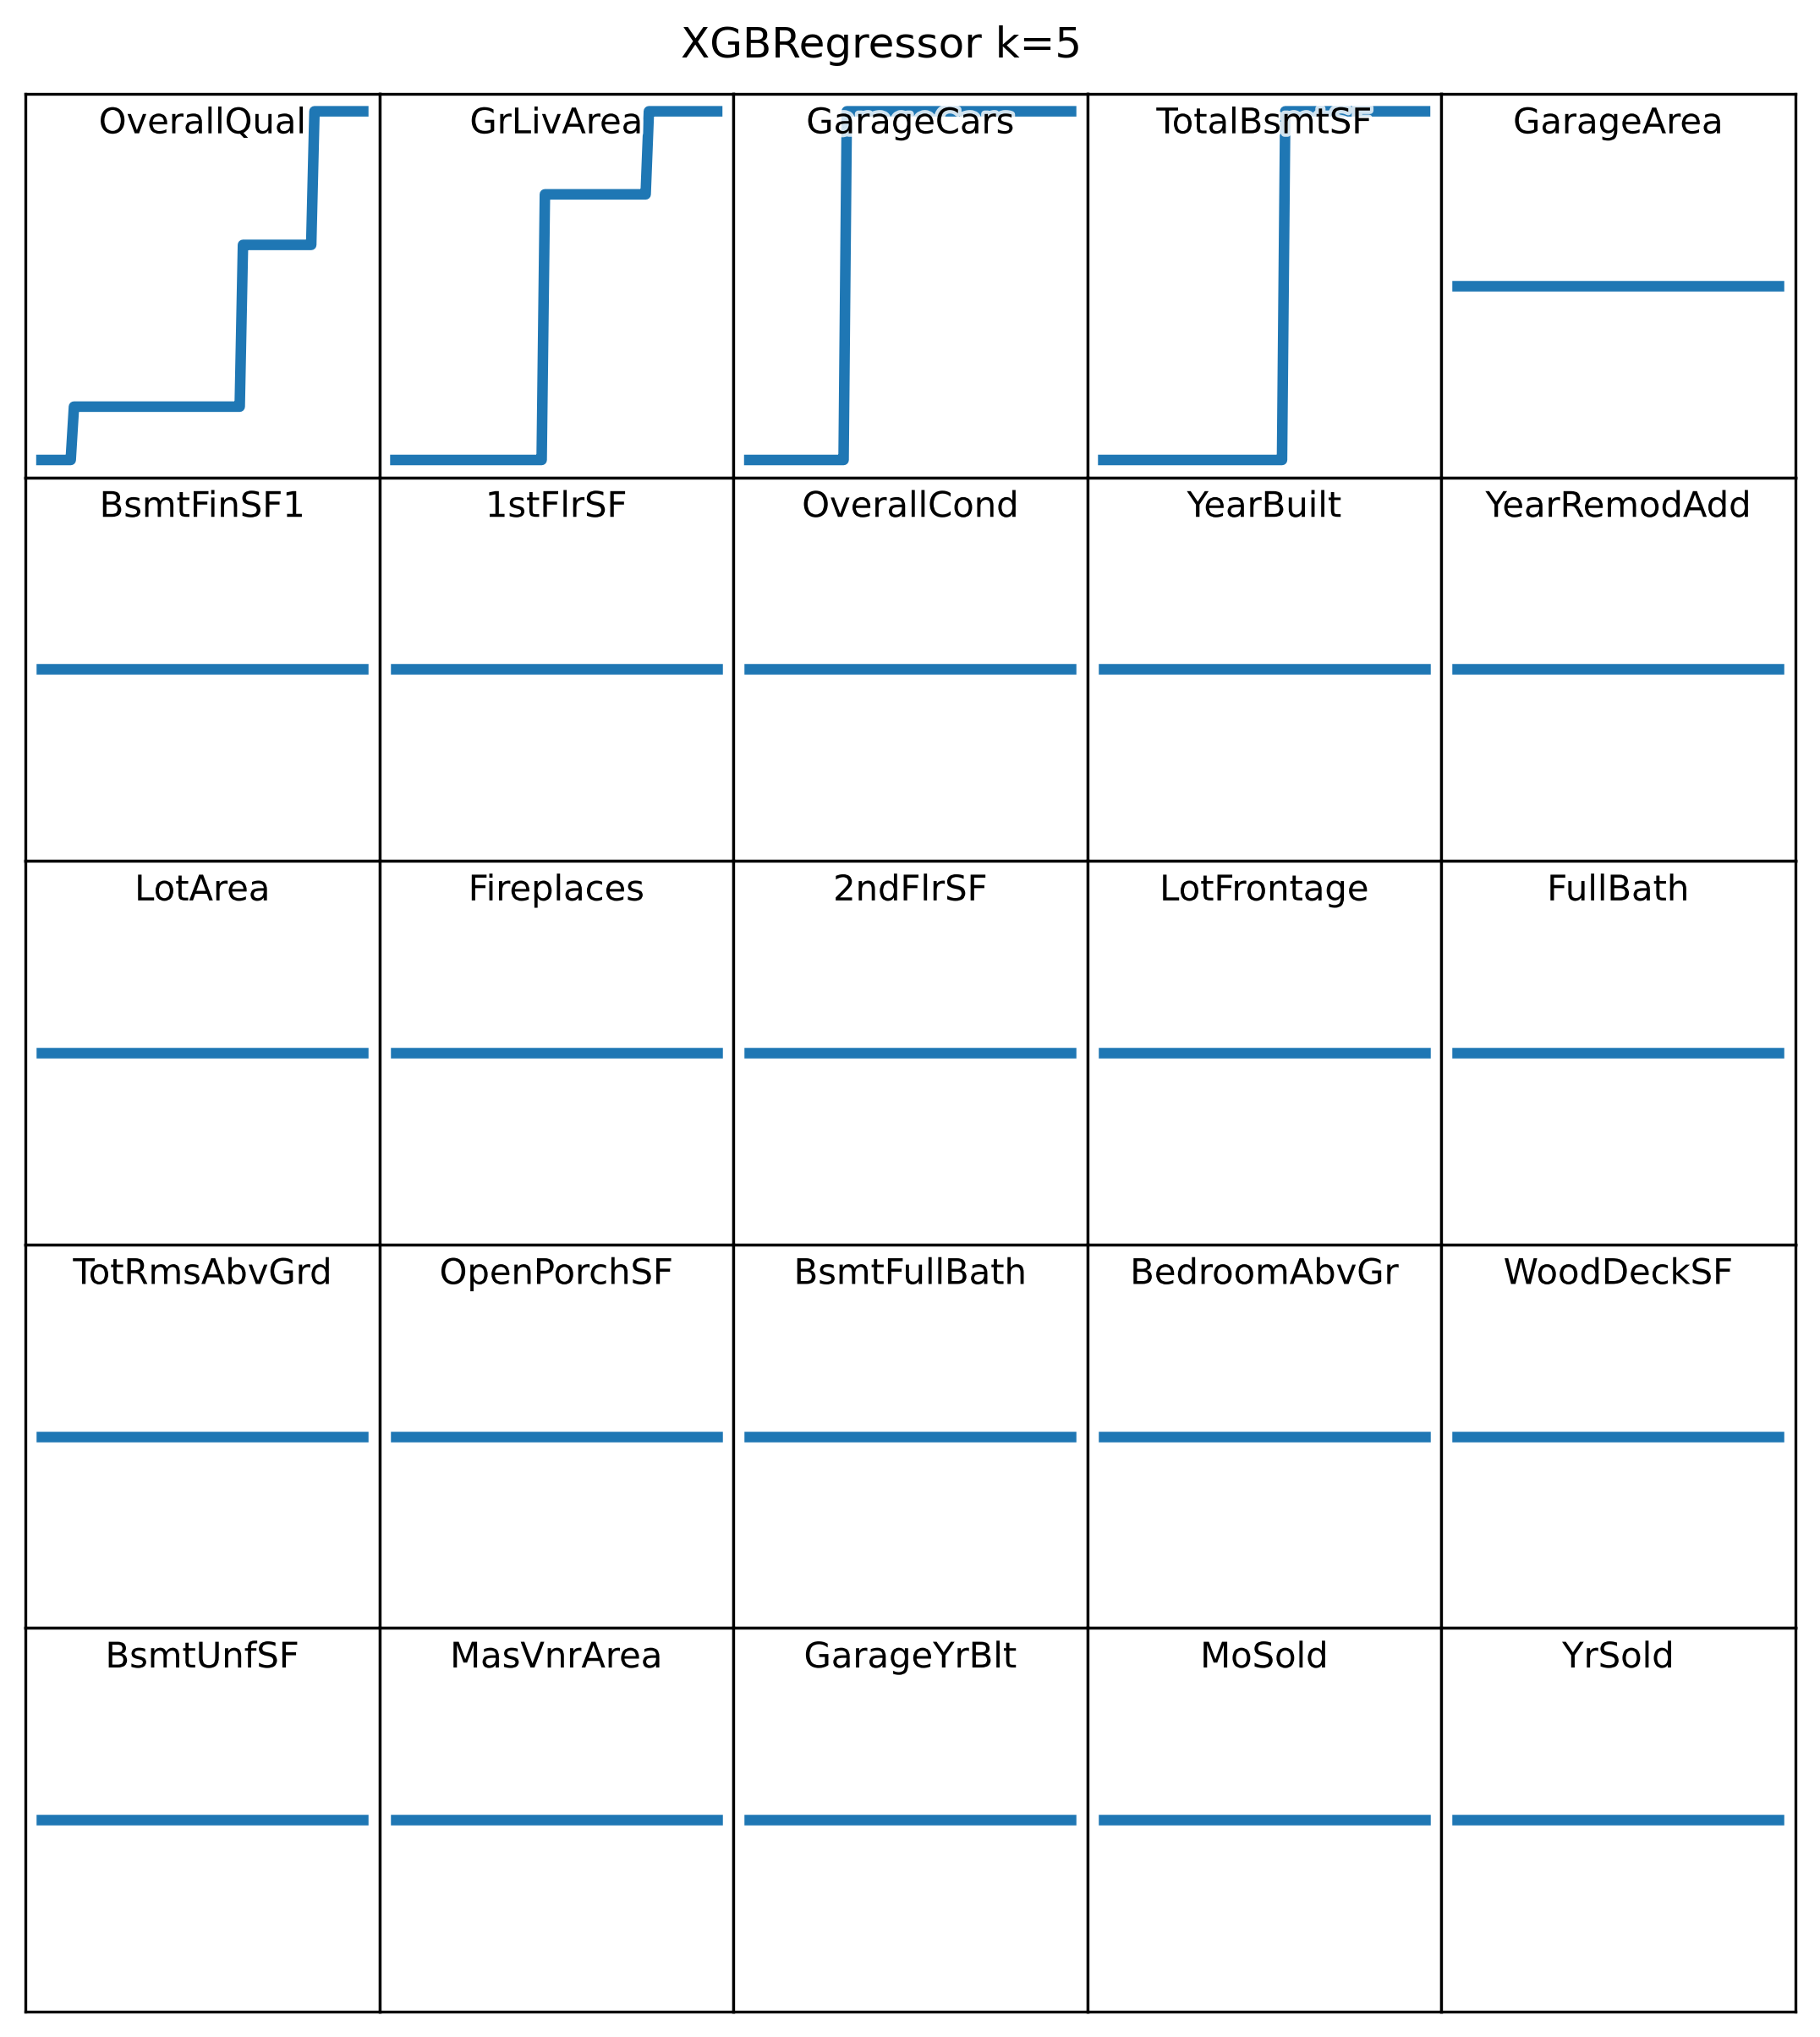 XGBRegressor k=5
OverallQual
GrLivArea
GarageCars
TotalBsmtSF
GarageArea
BsmtFinSF1
1stFlrSF
OverallCond
YearBuilt
YearRemodAdd
LotArea
Fireplaces
2ndFlrSF
LotFrontage
FullBath
TotRmsAbvGrd
OpenPorchSF
BsmtFullBath
BedroomAbvGr
WoodDeckSF
BsmtUnfSF
MasVnrArea
GarageYrBlt
MoSold
YrSold